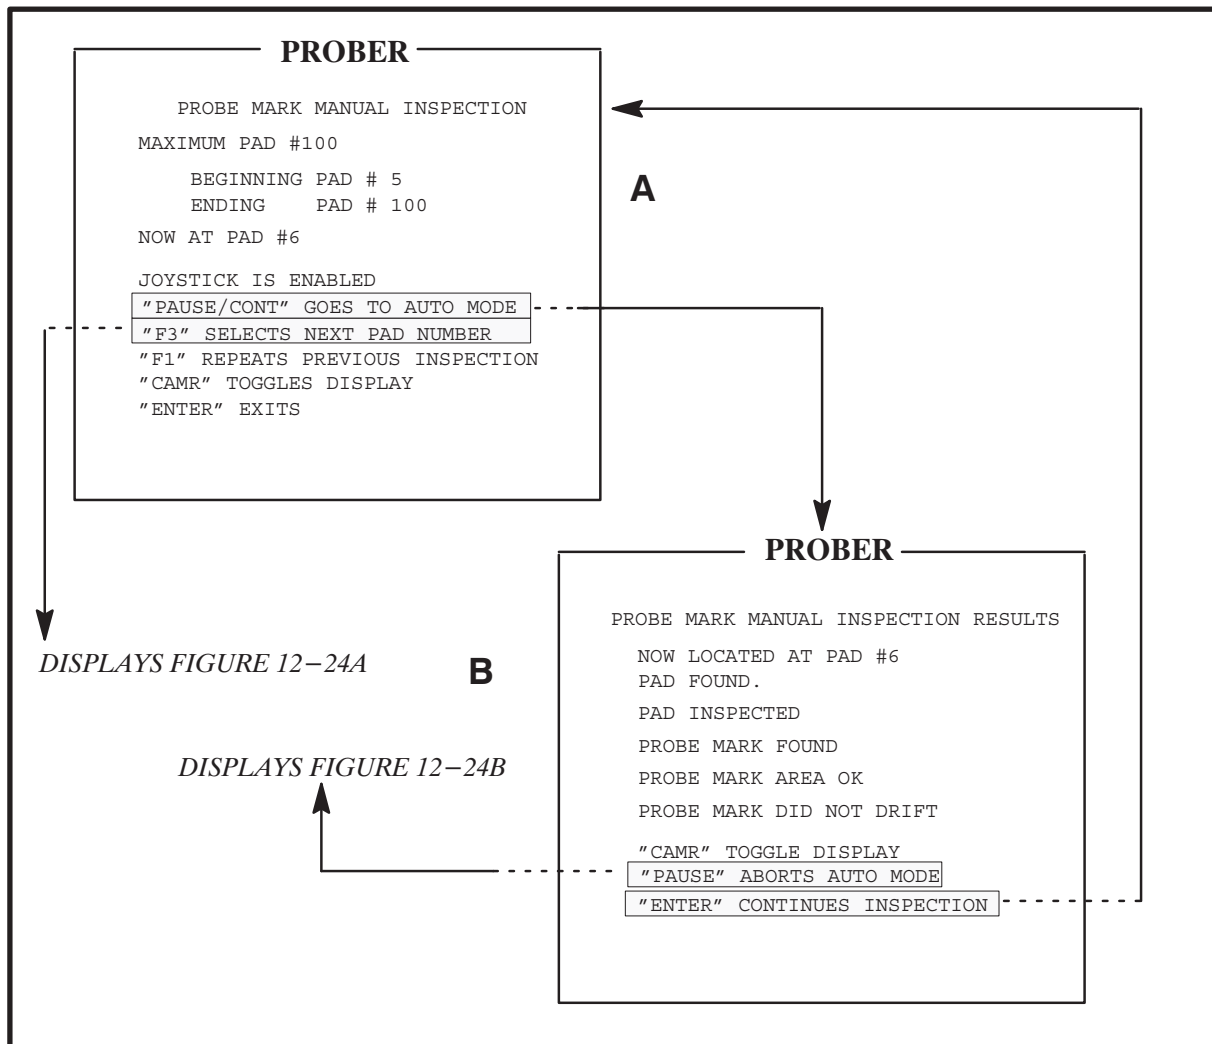 PROBER
PROBE MARK MANUAL INSPECTION
MAXIMUM PAD #100
BEGINNING PAD # 5
ENDING PAD # 100
NOW AT PAD #6
JOYSTICK IS ENABLED
"PAUSE/CONT" GOES TO AUTO MODE
"F3" SELECTS NEXT PAD NUMBER
"F1" REPEATS PREVIOUS INSPECTION
"CAMR" TOGGLES DISPLAY
"ENTER" EXITS
A
DISPLAYS FIGURE 12−24A
B
DISPLAYS FIGURE 12−24B
PROBER
PROBE MARK MANUAL INSPECTION RESULTS
NOW LOCATED AT PAD #6
PAD FOUND.
PAD INSPECTED
PROBE MARK FOUND
PROBE MARK AREA OK
PROBE MARK DID NOT DRIFT
"CAMR" TOGGLE DISPLAY
"PAUSE" ABORTS AUTO MODE
"ENTER" CONTINUES INSPECTION